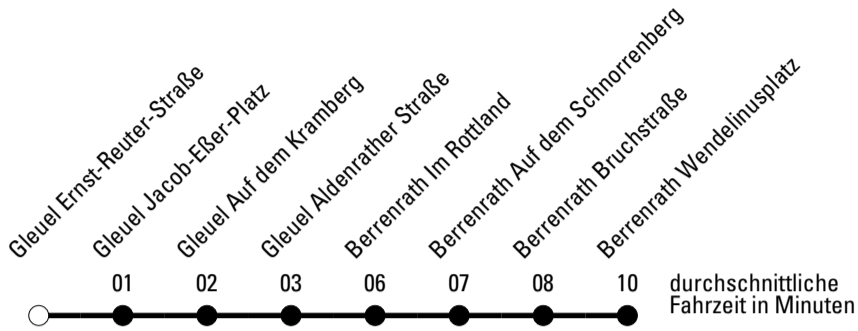 Gleuel Ernst-Reuter-Straße
Gleuel Jacob-Eßer-Platz
Gleuel Auf dem Kramberg
Gleuel Aldenrather Straße
Berrenrath Im Rottland
Berrenrath Auf dem Schnorrenberg
Berrenrath Bruchstraße
Berrenrath Wendelinusplatz
01 02 03 06 07 08 10 durchschnittliche
Fahrzeit in Minuten